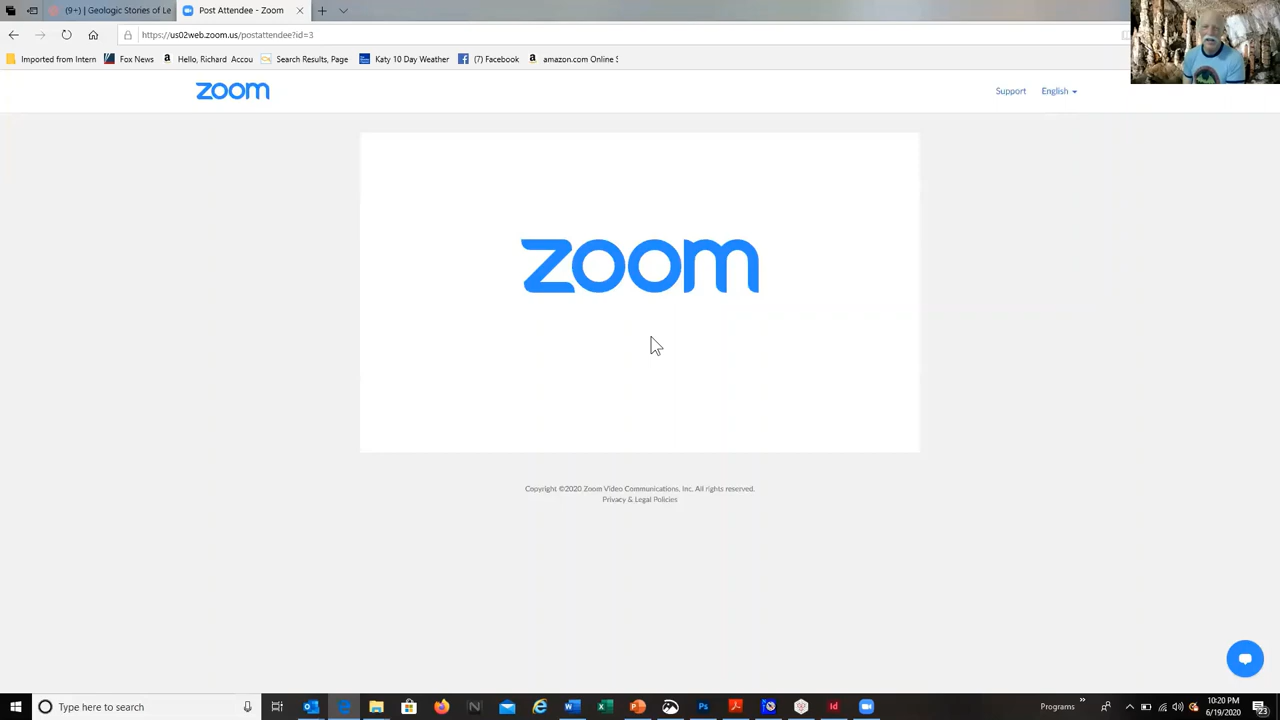 (9+) | Geologic Stories of Le
Post Attendee - Zoom
https://us02web.zoom.us/postattendee?id=3
Imported from Intern
Fox News
Hello, Richard Accou
Search Results, Page
Katy 10 Day Weather
(7) Facebook
amazon.com Online S
zoom
Support
English
zoom
Copyright ©2020 Zoom Video Communications, Inc. All rights reserved.
Privacy & Legal Policies
Type here to search
Programs
10:20 PM
6/19/2020
23